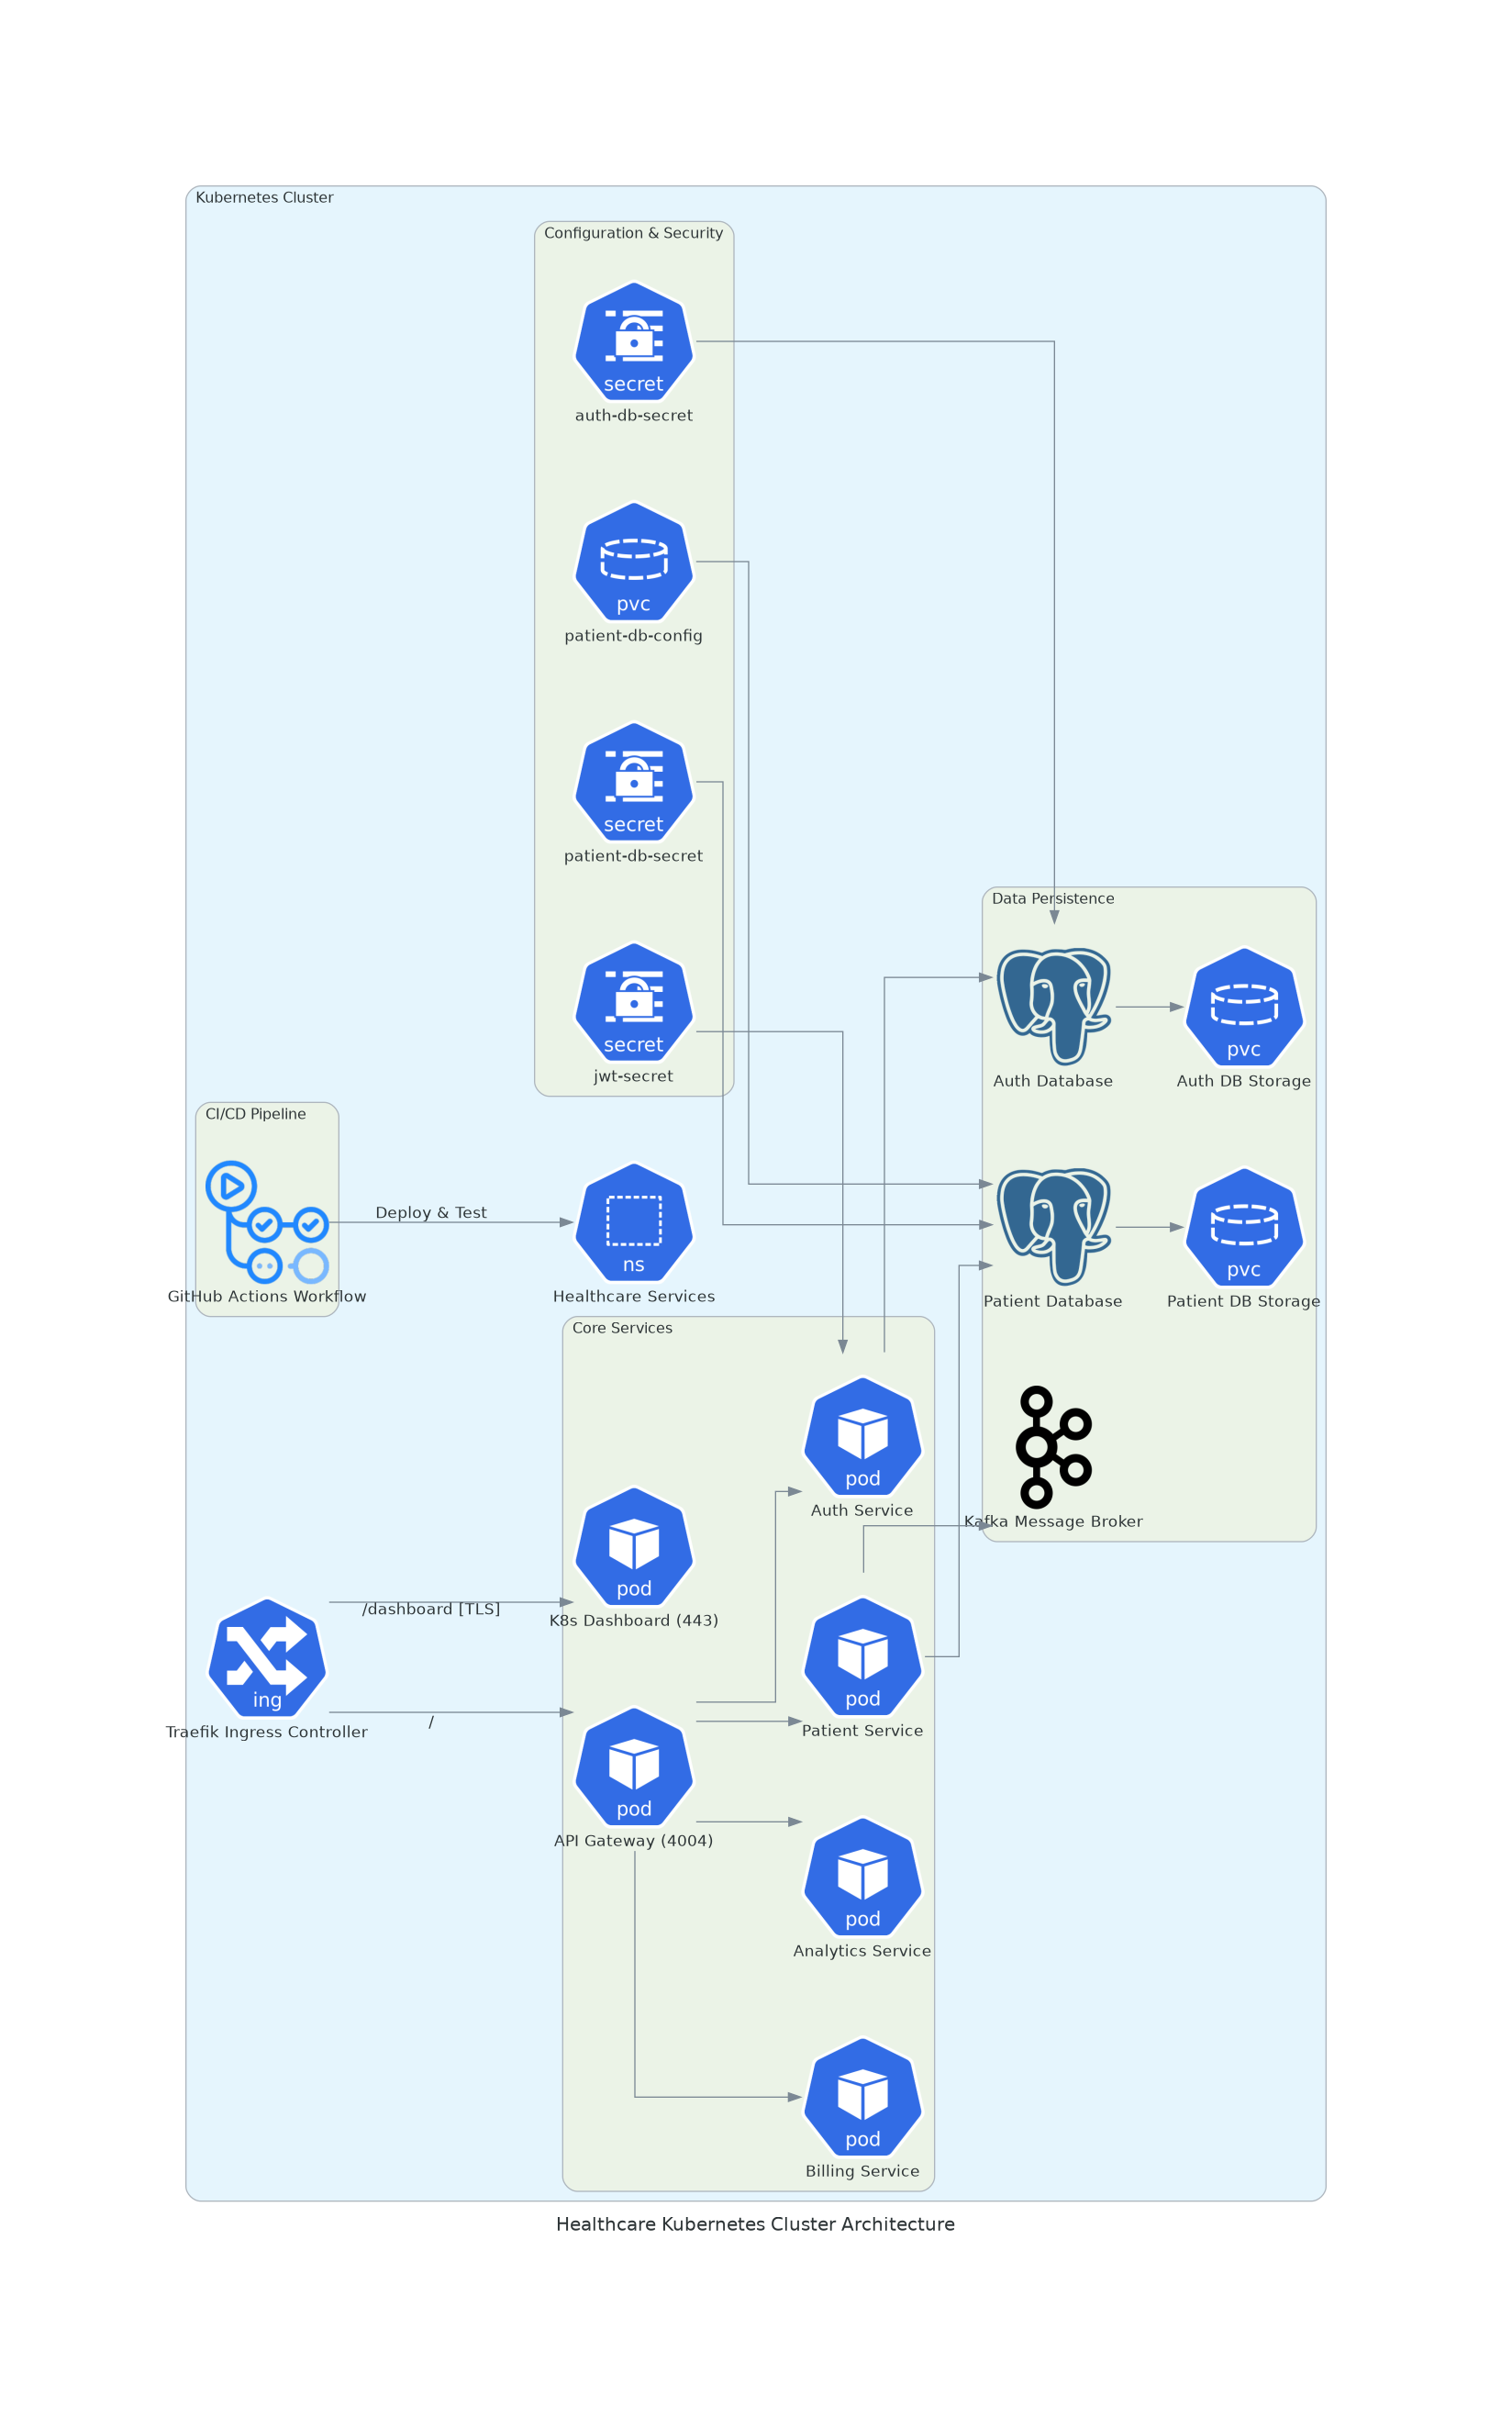 Kubernetes Cluster
Configuration & Security
secret
auth-db-secret
pvc
patient-db-config
secret
patient-db-secret
secret
jwt-secret
Data Persistence
Auth Database
pvc
Auth DB Storage
Patient Database
pvc
Patient DB Storage
Kafka Message Broker
CI/CD Pipeline
GitHub Actions Workflow
Deploy & Test
ns
Healthcare Services
Core Services
pod
Auth Service
pod
K8s Dashboard (443)
/dashboard [TLS]
ing
Traefik Ingress Controller
/
pod
Patient Service
pod
API Gateway (4004)
pod
Analytics Service
pod
Billing Service
Healthcare Kubernetes Cluster Architecture